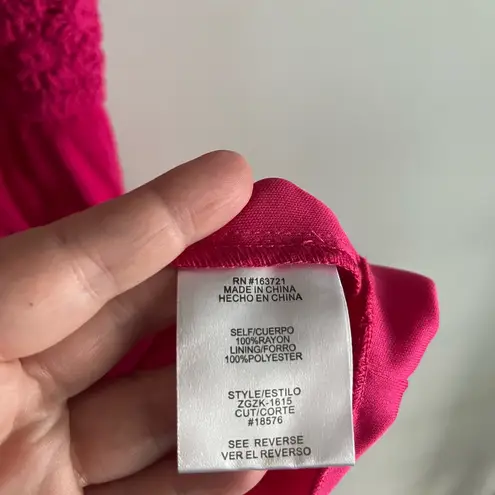 RN #163721
MADE IN CHINA
HECHO EN CHINA
SELF/CUERPO
100%RAYON
LINING/FORRO
100%POLYESTER
STYLE/ESTILO
ZGZK-1615
CUT/CORTE
#18576
SEE REVERSE
VER EL REVERSO